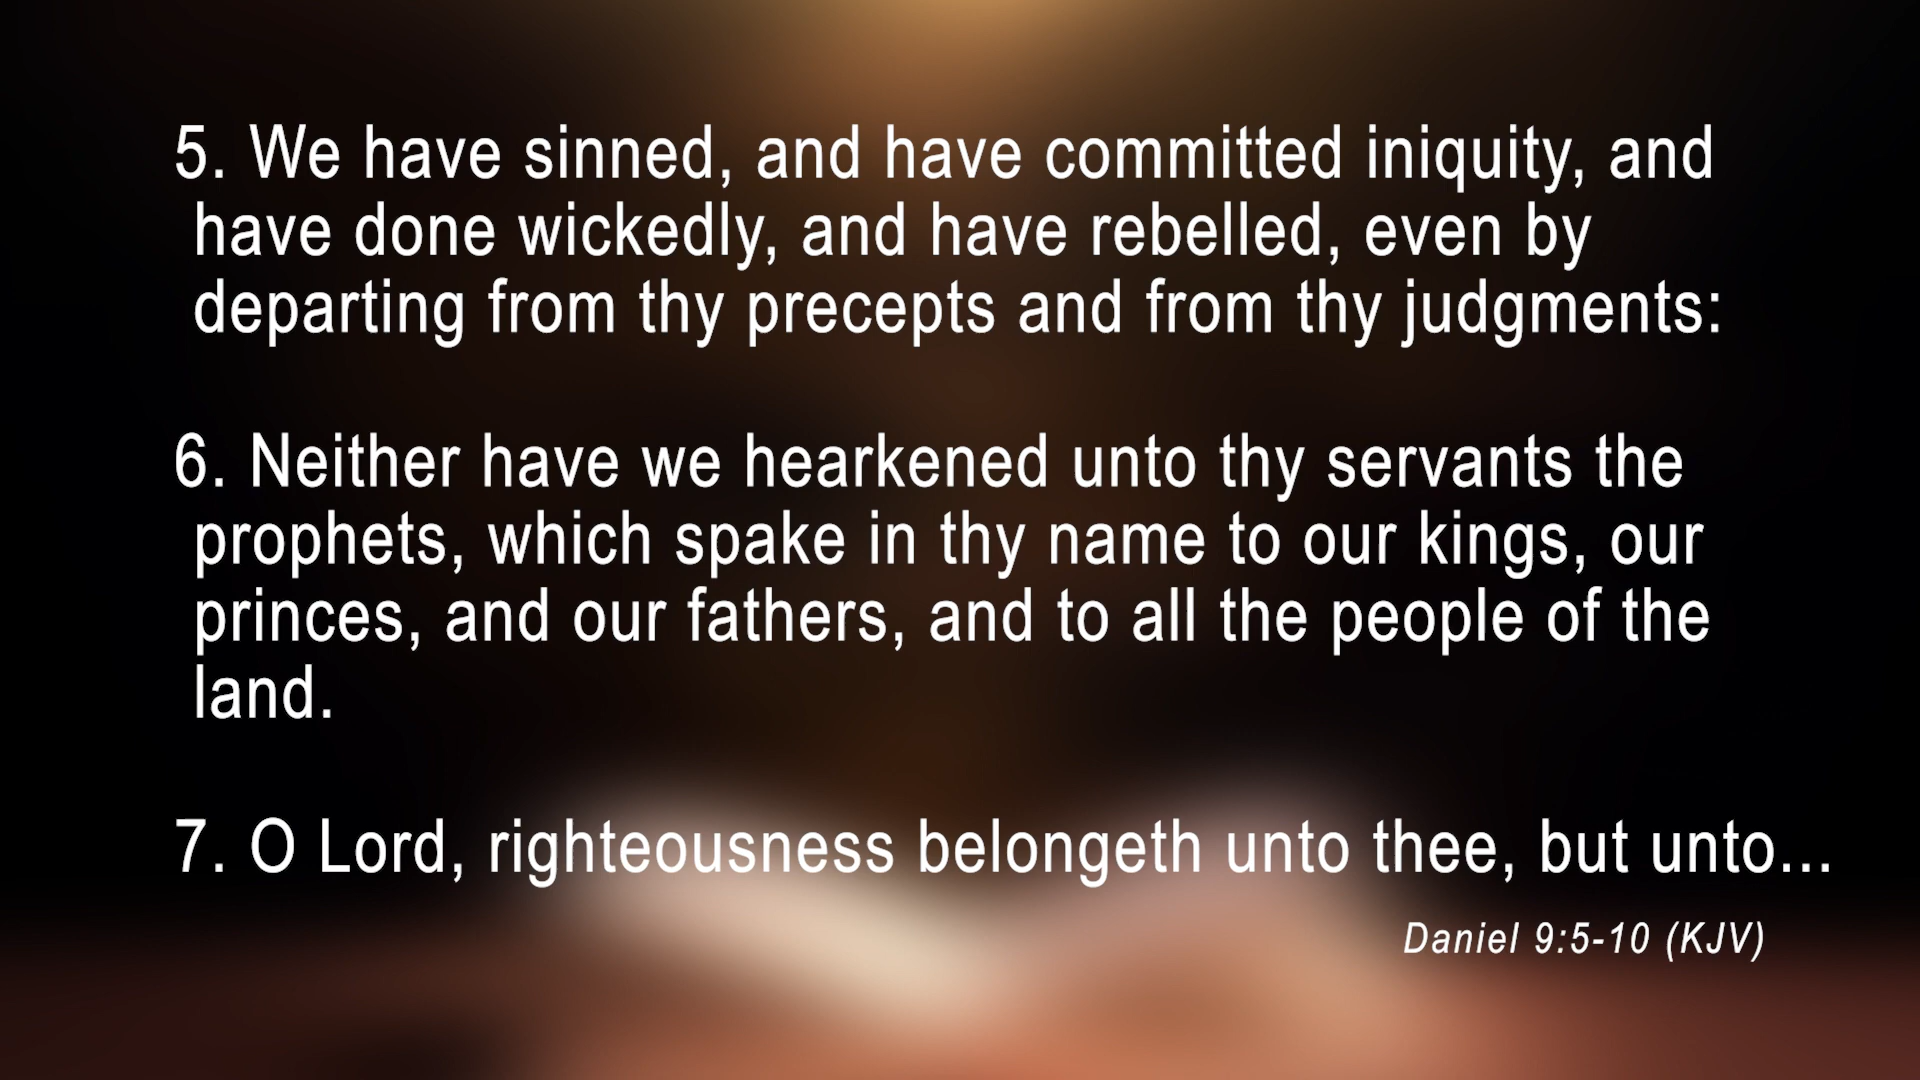 5. We have sinned, and have committed iniquity, and
have done wickedly, and have rebelled, even by
departing from thy precepts and from thy judgments:
6. Neither have we hearkened unto thy servants the
prophets, which spake in thy name to our kings, our
princes, and our fathers, and to all the people of the
land.
7. O Lord, righteousness belongeth unto thee, but unto...
Daniel 9:5-10 (KJV)